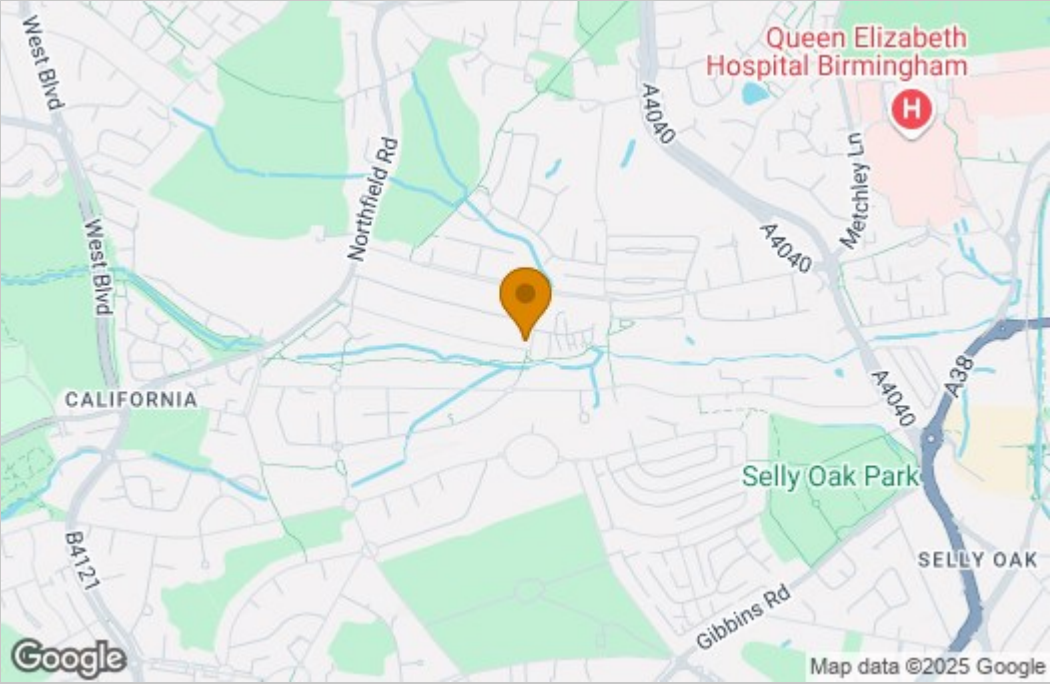 West Blvd
Queen Elizabeth
Hospital Birmingham
H
A4040
Northfield Rd
Metchley Ln
West Blvd
A4040
A38
A4040
CALIFORNIA
Selly Oak Park
B4121
SELLY OAK
Gibbins Rd
Google
Map data ©2025 Google